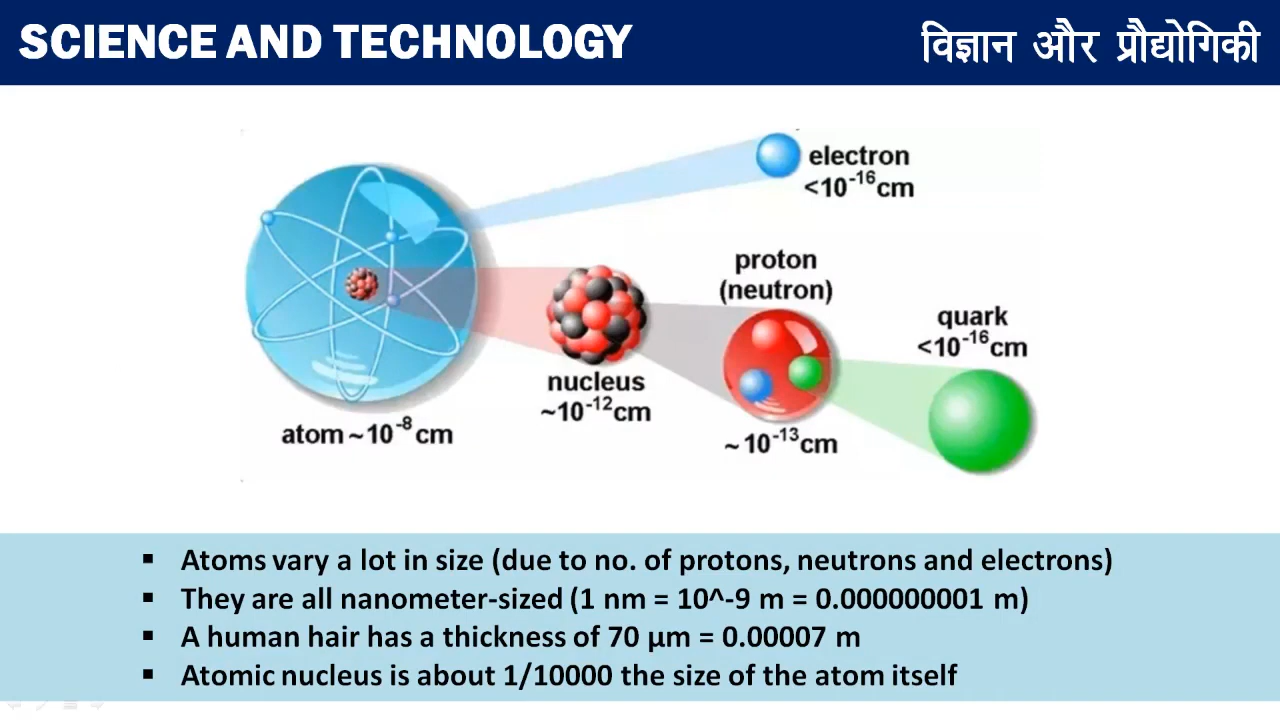 SCIENCE AND TECHNOLOGY
विज्ञान और प्रौद्योगिकी
electron
<10⁻¹⁶cm
proton
(neutron)
quark
<10⁻¹⁶cm
nucleus
~10⁻¹²cm
atom ~ 10⁻⁸ cm
~ 10⁻¹³cm
▪ Atoms vary a lot in size (due to no. of protons, neutrons and electrons)
▪ They are all nanometer-sized (1 nm = 10^-9 m = 0.000000001 m)
▪ A human hair has a thickness of 70 µm = 0.00007 m
▪ Atomic nucleus is about 1/10000 the size of the atom itself